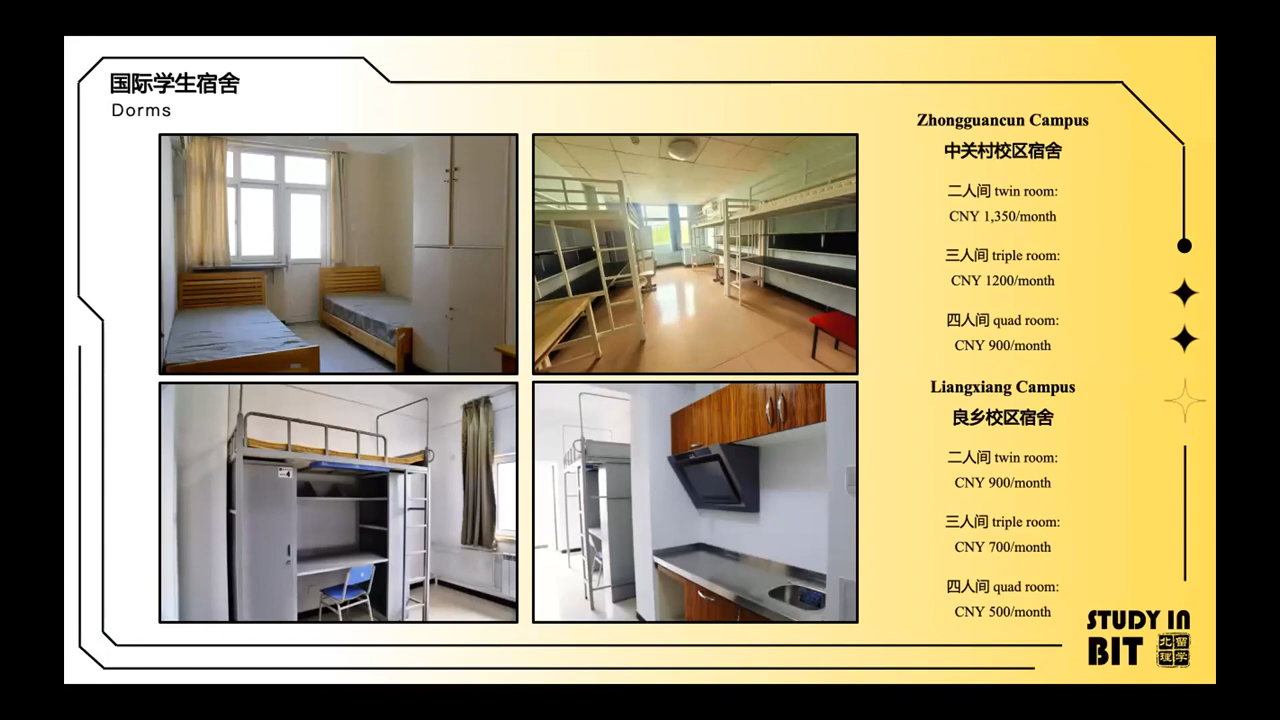 国际学生宿舍
Dorms
Zhongguancun Campus
中关村校区宿舍
二人间 twin room:
CNY 1,350/month
三人间 triple room:
CNY 1200/month
四人间 quad room:
CNY 900/month
Liangxiang Campus
良乡校区宿舍
二人间 twin room:
CNY 900/month
三人间 triple room:
CNY 700/month
四人间 quad room:
CNY 500/month
STUDY IN
BIT
北留
理学